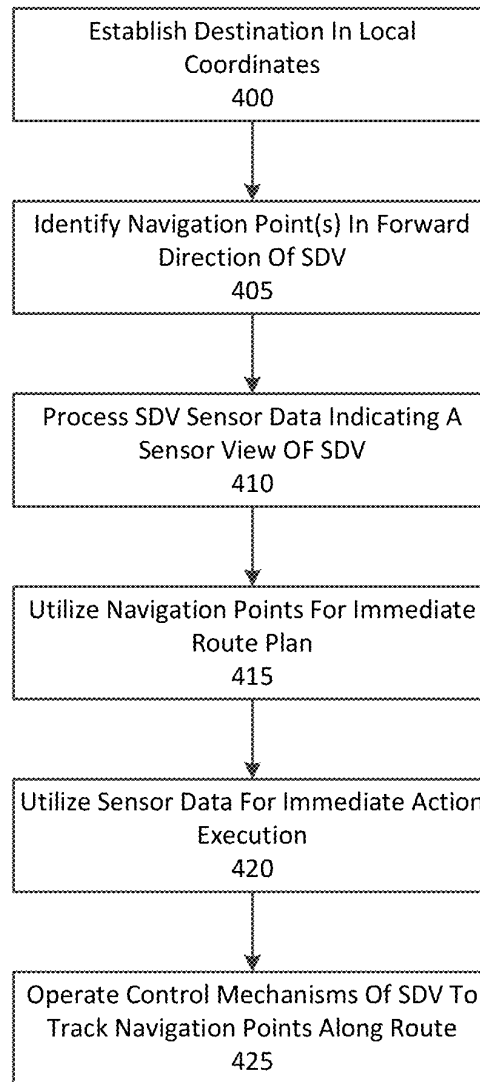 Establish Destination In Local
Coordinates
400
Identify Navigation Point(s) In Forward
Direction Of SDV
405
Process SDV Sensor Data Indicating A
Sensor View OF SDV
410
Utilize Navigation Points For Immediate
Route Plan
415
Utilize Sensor Data For Immediate Action
Execution
420
Operate Control Mechanisms Of SDV To
Track Navigation Points Along Route
425